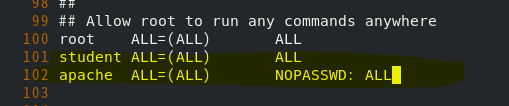 98 ##
99 ## Allow root to run any commands anywhere
100 root    ALL=(ALL)       ALL
101 student ALL=(ALL)       ALL
102 apache  ALL=(ALL)       NOPASSWD: ALL
103